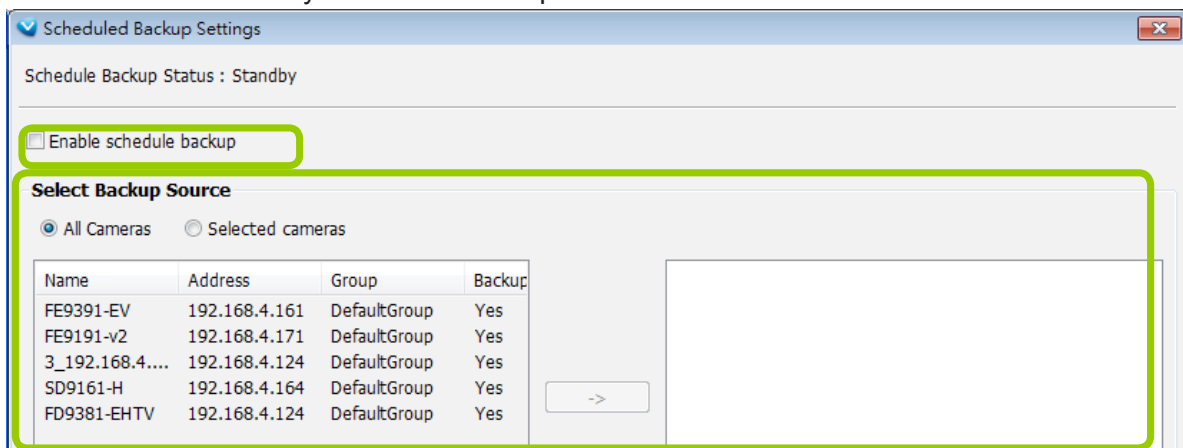 Scheduled Backup Settings
Schedule Backup Status : Standby
Enable schedule backup
Select Backup Source
All Cameras Selected cameras
Name Address Group Backup
FE9391-EV 192.168.4.161 DefaultGroup Yes
FE9191-v2 192.168.4.171 DefaultGroup Yes
3_192.168.4.... 192.168.4.124 DefaultGroup Yes
SD9161-H 192.168.4.164 DefaultGroup Yes
->
FD9381-EHTV 192.168.4.124 DefaultGroup Yes